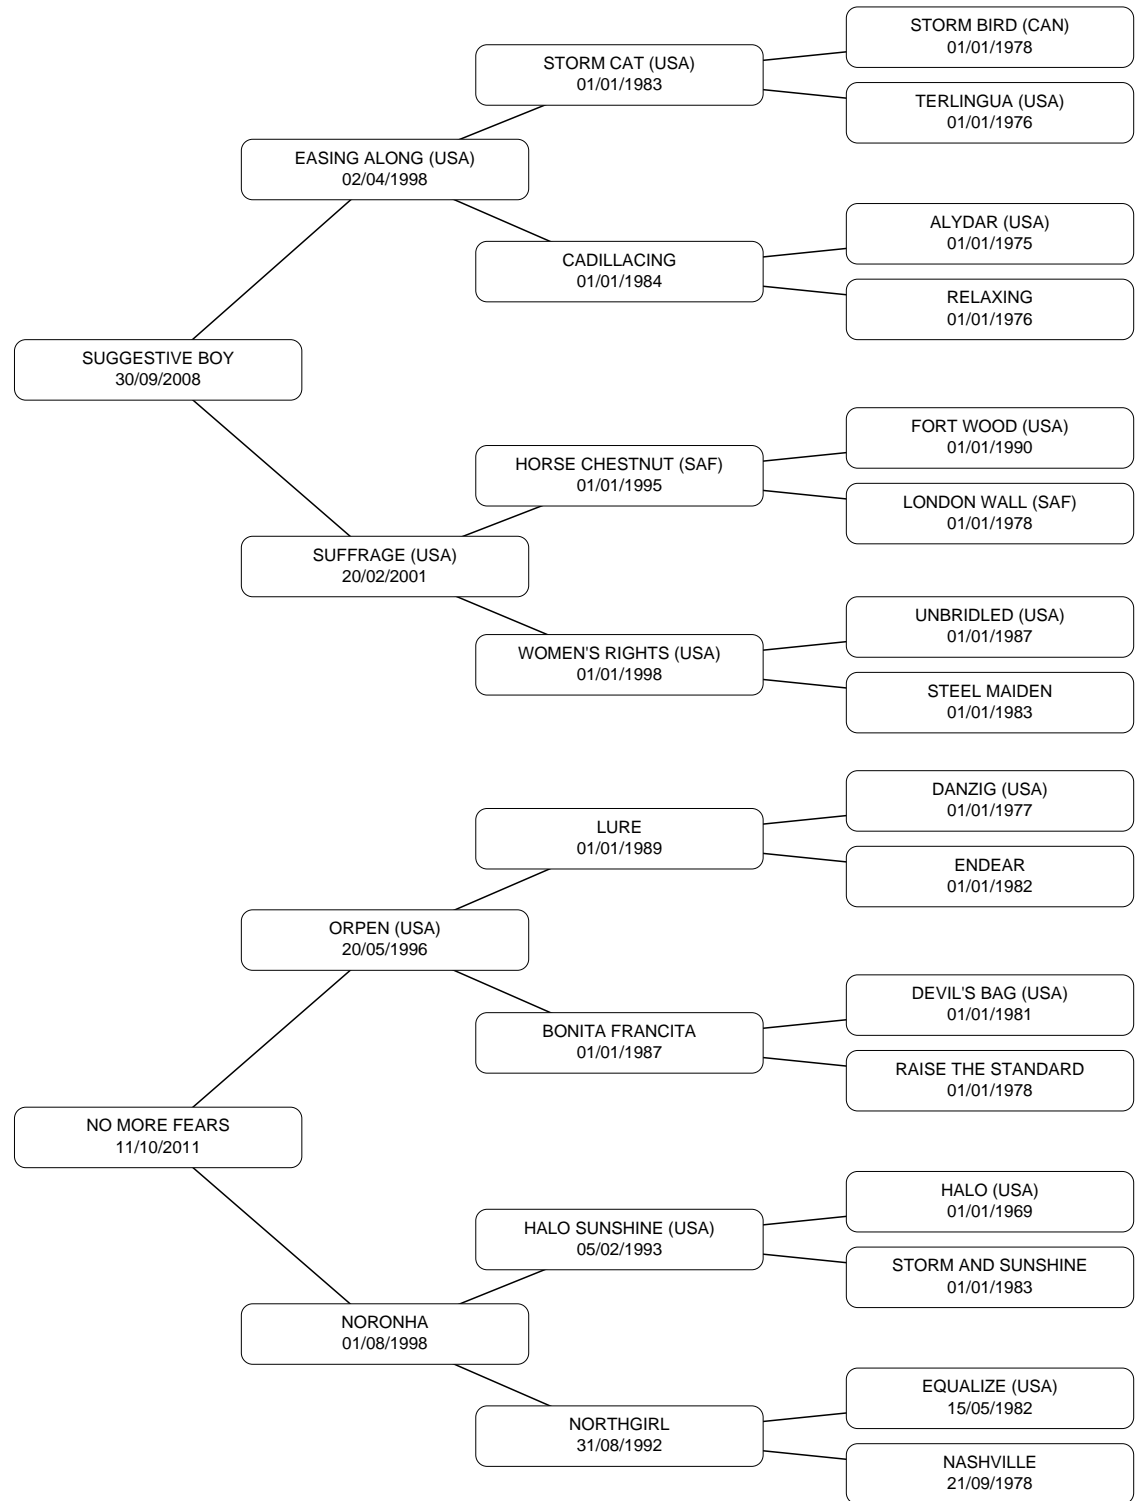 STORM BIRD (CAN)
01/01/1978
STORM CAT (USA)
01/01/1983
TERLINGUA (USA)
01/01/1976
EASING ALONG (USA)
02/04/1998
ALYDAR (USA)
01/01/1975
CADILLACING
01/01/1984
RELAXING
01/01/1976
SUGGESTIVE BOY
30/09/2008
FORT WOOD (USA)
01/01/1990
HORSE CHESTNUT (SAF)
01/01/1995
LONDON WALL (SAF)
01/01/1978
SUFFRAGE (USA)
20/02/2001
UNBRIDLED (USA)
01/01/1987
WOMEN'S RIGHTS (USA)
01/01/1998
STEEL MAIDEN
01/01/1983
DANZIG (USA)
01/01/1977
LURE
01/01/1989
ENDEAR
01/01/1982
ORPEN (USA)
20/05/1996
DEVIL'S BAG (USA)
01/01/1981
BONITA FRANCITA
01/01/1987
RAISE THE STANDARD
01/01/1978
NO MORE FEARS
11/10/2011
HALO (USA)
01/01/1969
HALO SUNSHINE (USA)
05/02/1993
STORM AND SUNSHINE
01/01/1983
NORONHA
01/08/1998
EQUALIZE (USA)
15/05/1982
NORTHGIRL
31/08/1992
NASHVILLE
21/09/1978